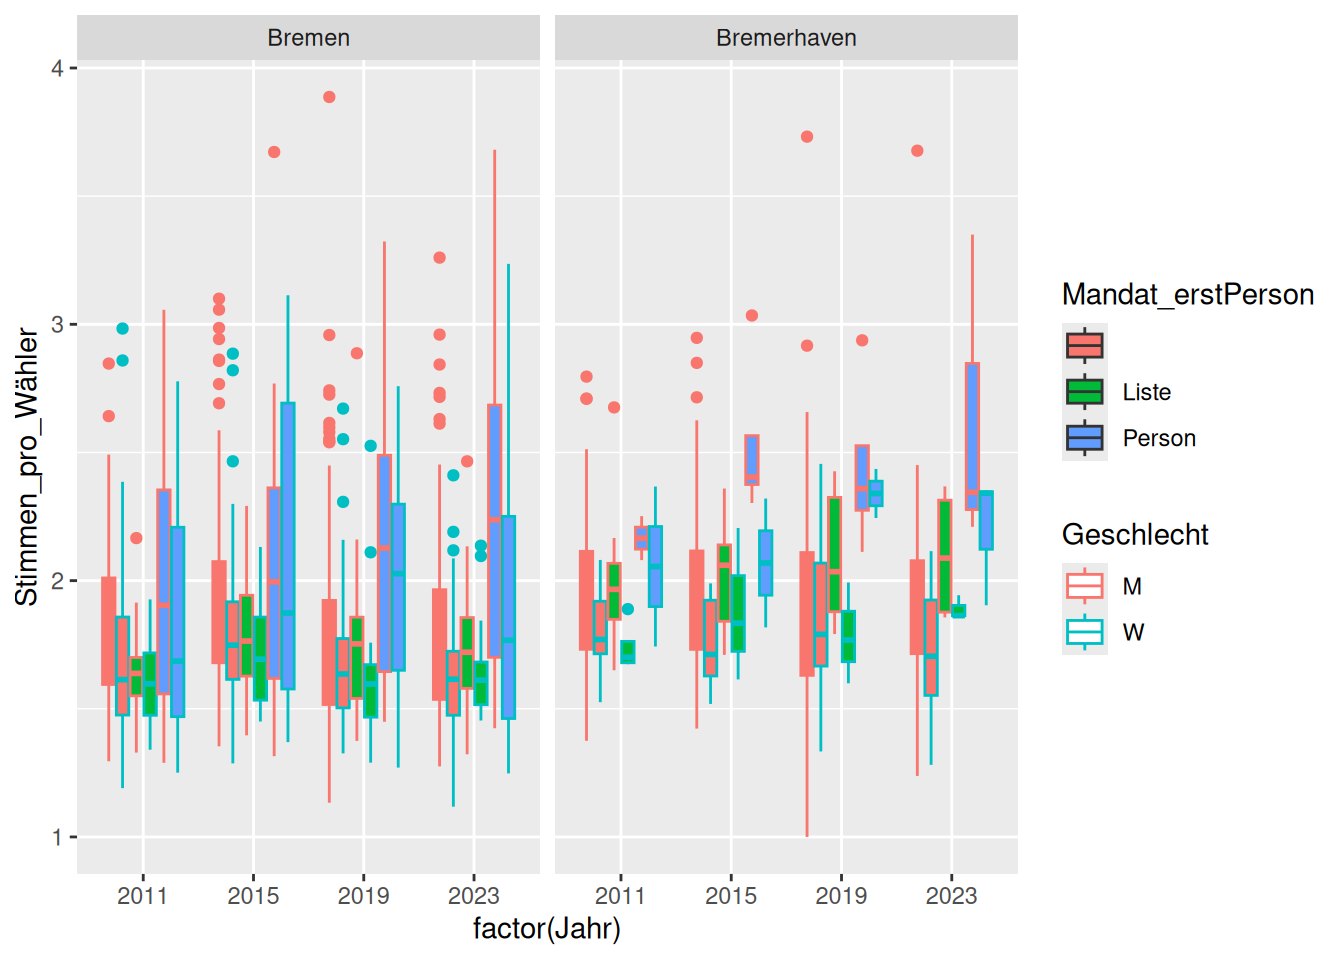 Bremen
Bremerhaven
4
3
2
1
Stimmen_pro_Wähler
2011
2015
2019
2023
2011
2015
2019
2023
factor(Jahr)
Mandat_erstPerson
Liste
Person
Geschlecht
M
W